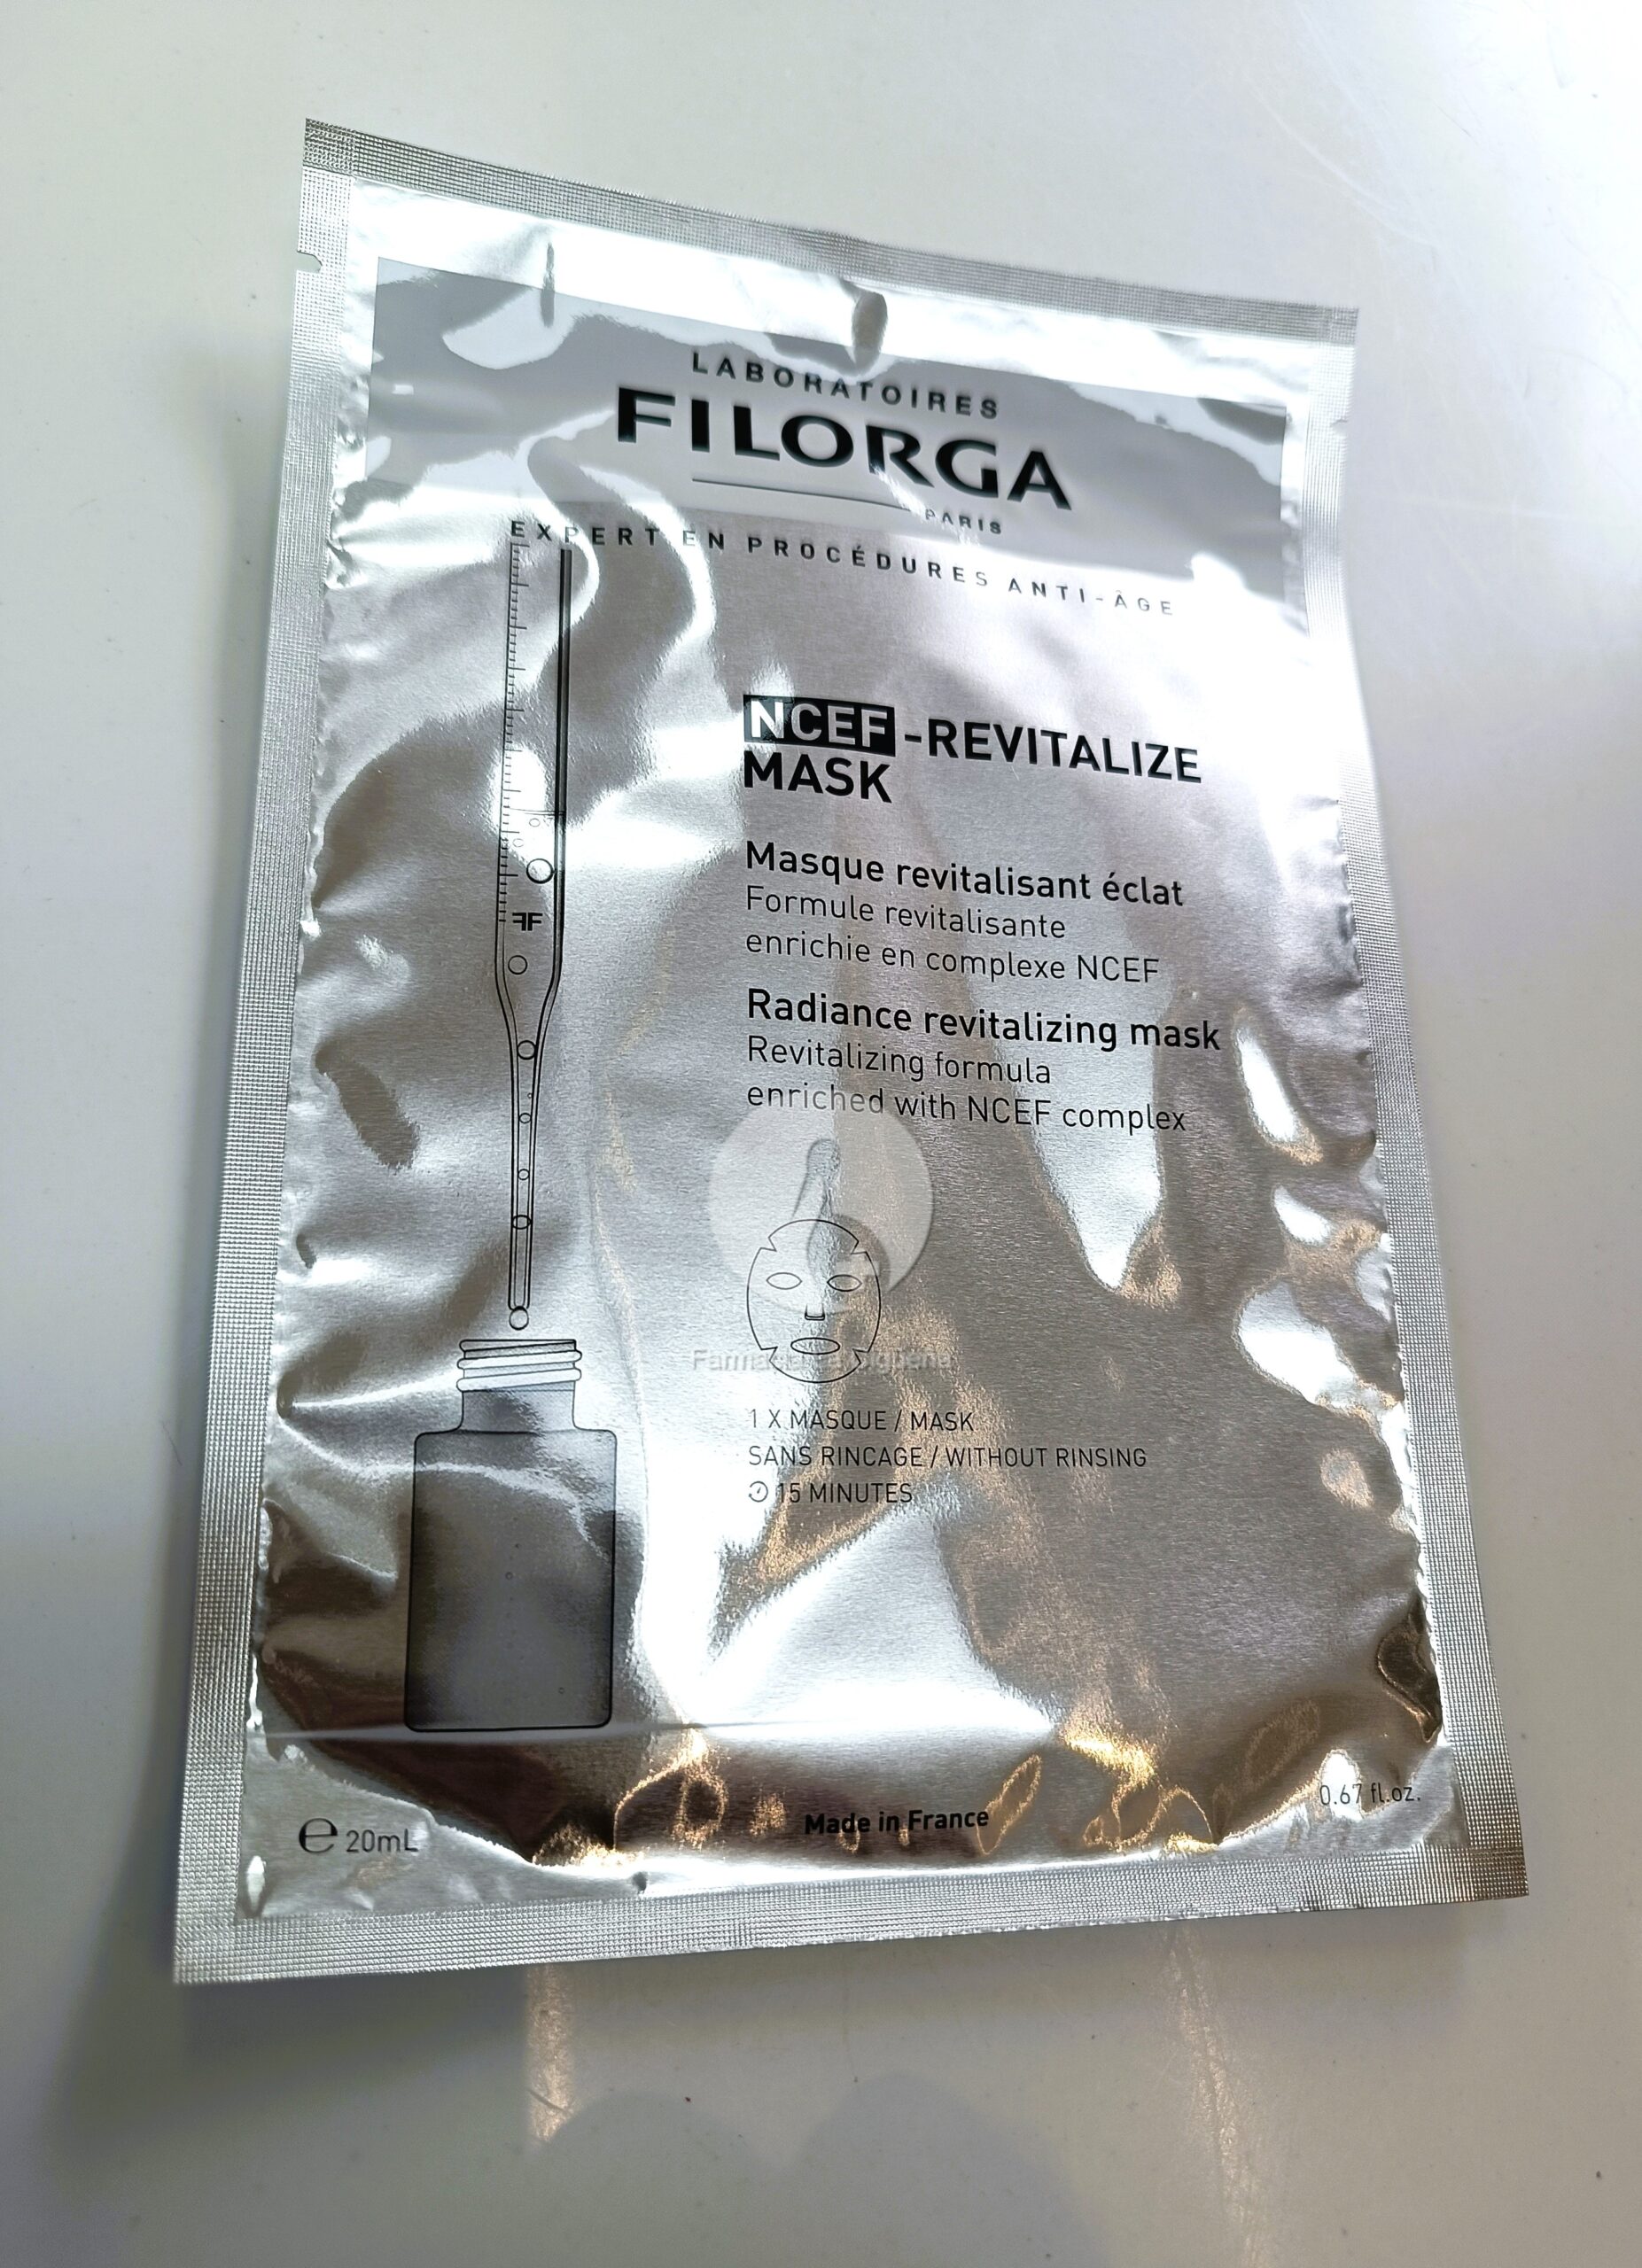 LABORATOIRES
FILORGA
PARIS
EXPERT EN PROCÉDURES ANTI-ÂGE
NCEF-REVITALIZE
MASK
Masque revitalisant éclat
Formule revitalisante
enrichie en complexe NCEF
Radiance revitalizing mask
Revitalizing formula
enriched with NCEF complex
Farmacia
1 X MASQUE / MASK
SANS RINCAGE / WITHOUT RINSING
15 MINUTES
Made in France
0.67 fl.oz.
e 20mL